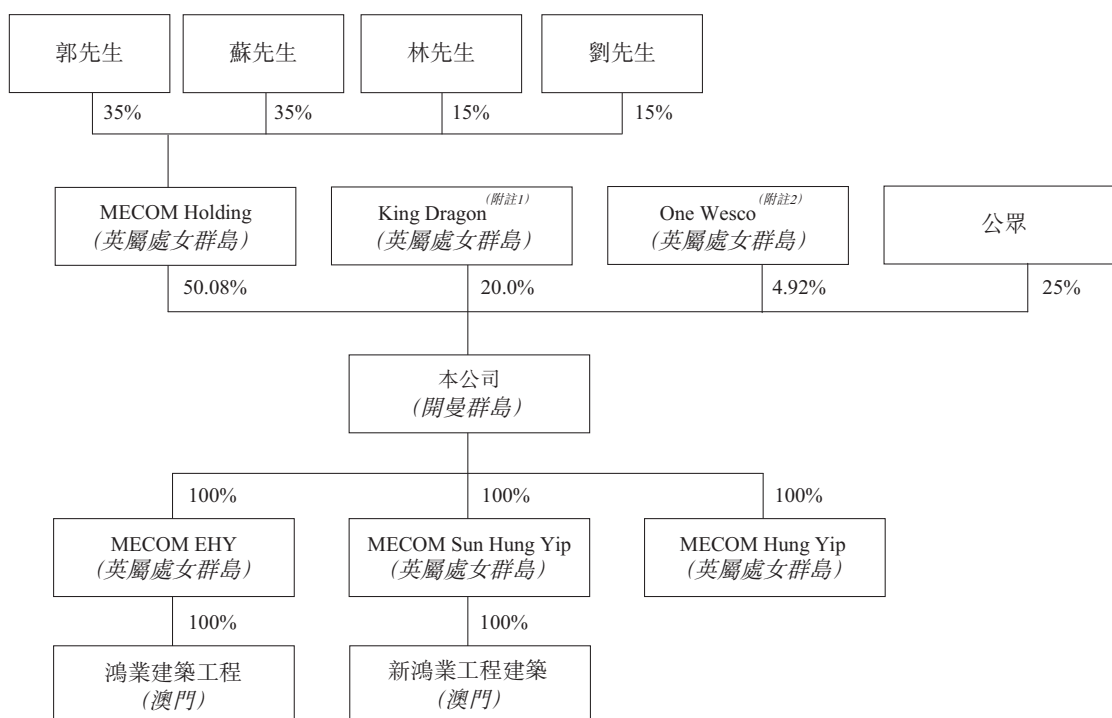 郭先生
蘇先生
林先生
劉先生
35%
35%
15%
15%
MECOM Holding
(英屬處女群島)
King Dragon(附註1)
(英屬處女群島)
One Wesco(附註2)
(英屬處女群島)
公眾
50.08%
20.0%
4.92%
25%
本公司
(開曼群島)
100%
100%
100%
MECOM EHY
(英屬處女群島)
MECOM Sun Hung Yip
(英屬處女群島)
MECOM Hung Yip
(英屬處女群島)
100%
100%
鴻業建築工程
(澳門)
新鴻業工程建築
(澳門)